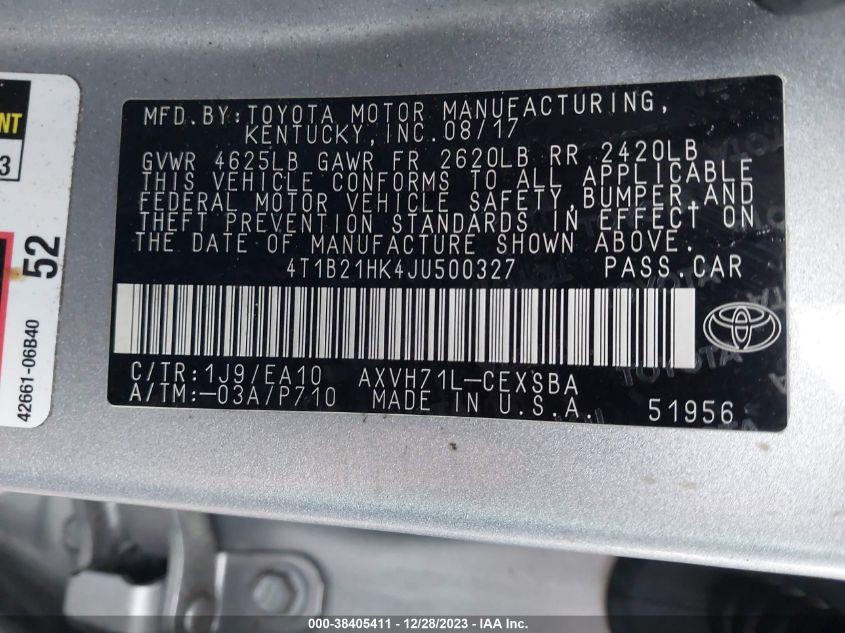 MFD. BY: TOYOTA MOTOR MANUFACTURING,
KENTUCKY, INC. 08/17
GVWR 4625LB GAWR FR 2620LB RR 2420LB
THIS VEHICLE CONFORMS TO ALL APPLICABLE
FEDERAL MOTOR VEHICLE SAFETY, BUMPER, AND
THEFT PREVENTION STANDARDS IN EFFECT ON
THE DATE OF MANUFACTURE SHOWN ABOVE.
4T1B21HK4JU500327 PASS. CAR
C/TR: 1J9/EA10 AXVH71L-CEXSBA
A/TM: -03A/P710 MADE IN U.S.A. 51956
3
52
42661-06B40
000-38405411 - 12/28/2023 - IAA Inc.